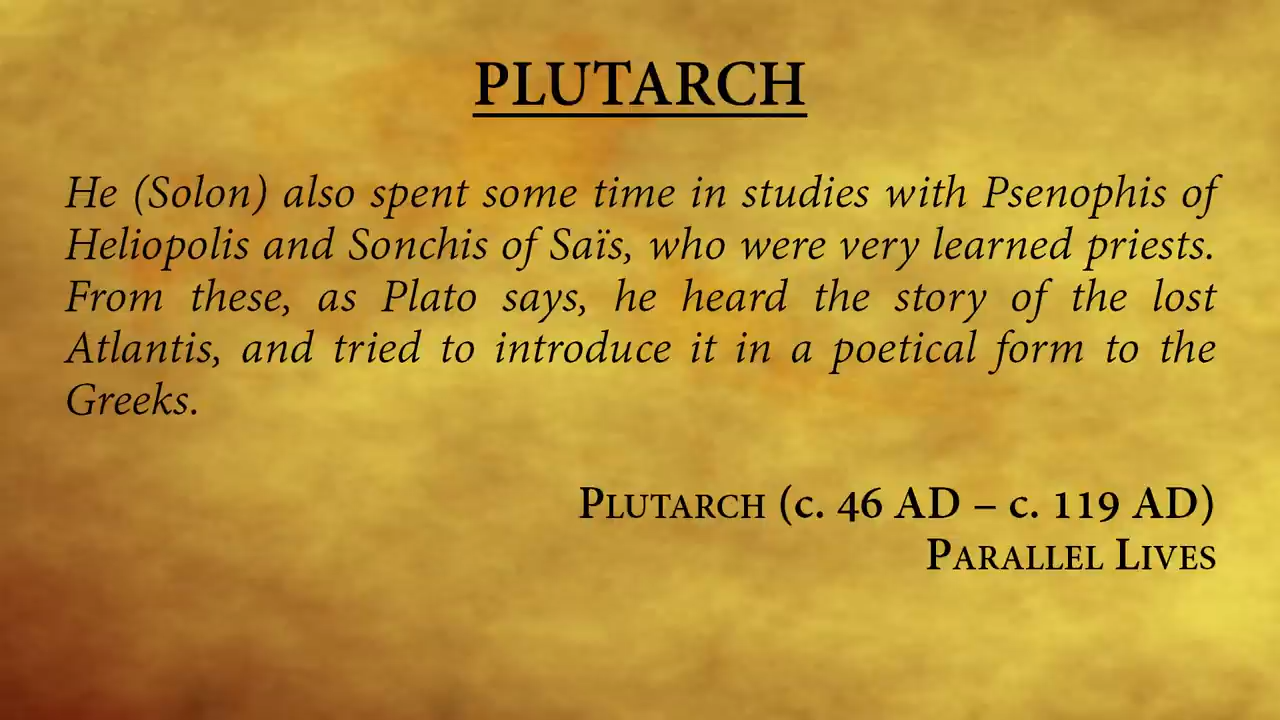 PLUTARCH
He (Solon) also spent some time in studies with Psenophis of
Heliopolis and Sonchis of Saïs, who were very learned priests.
From these, as Plato says, he heard the story of the lost
Atlantis, and tried to introduce it in a poetical form to the
Greeks.
Plutarch (c. 46 AD – c. 119 AD)
Parallel Lives